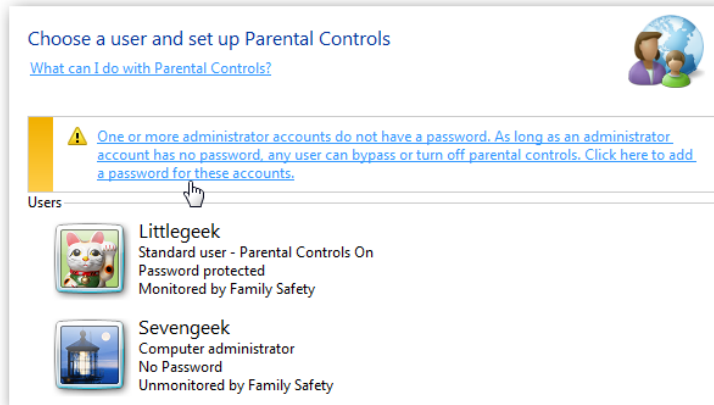 Choose a user and set up Parental Controls
What can I do with Parental Controls?
One or more administrator accounts do not have a password. As long as an administrator
account has no password, any user can bypass or turn off parental controls. Click here to add
a password for these accounts.
Users
Littlegeek
Standard user - Parental Controls On
Password protected
Monitored by Family Safety
Sevengeek
Computer administrator
No Password
Unmonitored by Family Safety